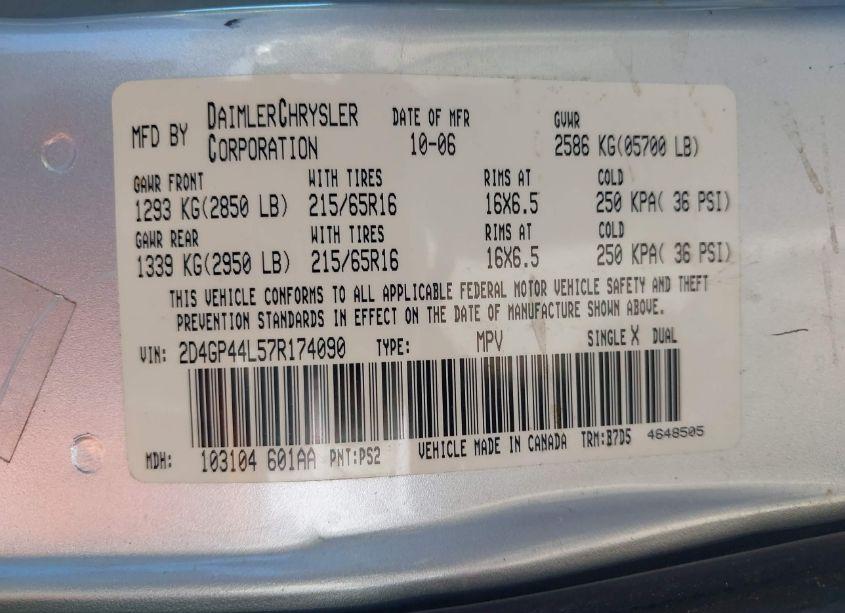 MFD BY DAIMLERCHRYSLER CORPORATION DATE OF MFR 10-06 GVWR 2586 KG(05700 LB)
GAWR FRONT WITH TIRES RIMS AT COLD
1293 KG(2850 LB) 215/65R16 16X6.5 250 KPA( 36 PSI)
GAWR REAR WITH TIRES RIMS AT COLD
1339 KG(2950 LB) 215/65R16 16X6.5 250 KPA( 36 PSI)
THIS VEHICLE CONFORMS TO ALL APPLICABLE FEDERAL MOTOR VEHICLE SAFETY AND THEFT
PREVENTION STANDARDS IN EFFECT ON THE DATE OF MANUFACTURE SHOWN ABOVE.
VIN: 2D4GP44L57R174090 TYPE: MPV SINGLE X DUAL
MDH: 103104 601AA PNT:PS2 VEHICLE MADE IN CANADA TRM:B7D5 4648505